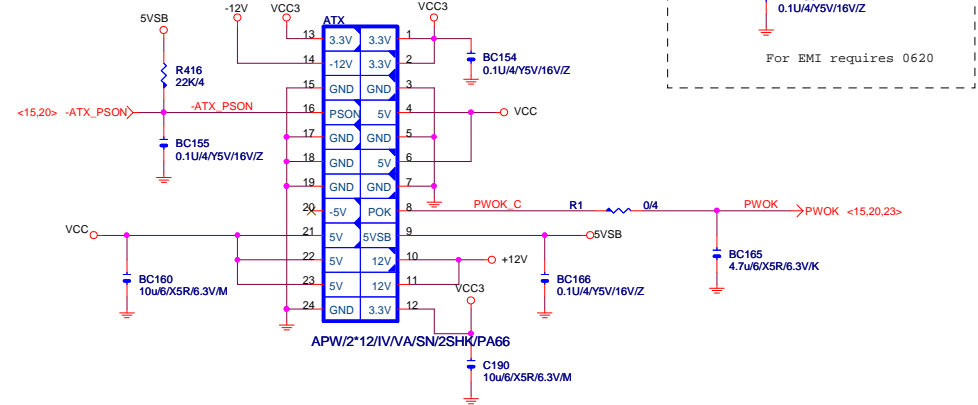 0.1U/4/Y5V/16V/Z
For EMI requires 0620
5VSB
-12V
VCC3
VCC3
ATX
R416
22K/4
<15,20> -ATX_PSON
-ATX_PSON
BC155
0.1U/4/Y5V/16V/Z
BC154
0.1U/4/Y5V/16V/Z
VCC
13 3.3V 3.3V 1
14 -12V 3.3V 2
15 GND GND 3
16 PSON 5V 4
17 GND GND 5
18 GND 5V 6
19 GND GND 7
20 -5V POK 8
21 5V 5VSB 9
22 5V 12V 10
23 5V 12V 11
24 GND 3.3V 12
PWOK_C
R1
0/4
PWOK
PWOK <15,20,23>
BC165
4.7u/6/X5R/6.3V/K
VCC
BC160
10u/6/X5R/6.3V/M
5VSB
+12V
BC166
0.1U/4/Y5V/16V/Z
VCC3
APW/2*12/IV/VA/SN/2SHK/PA66
C190
10u/6/X5R/6.3V/M